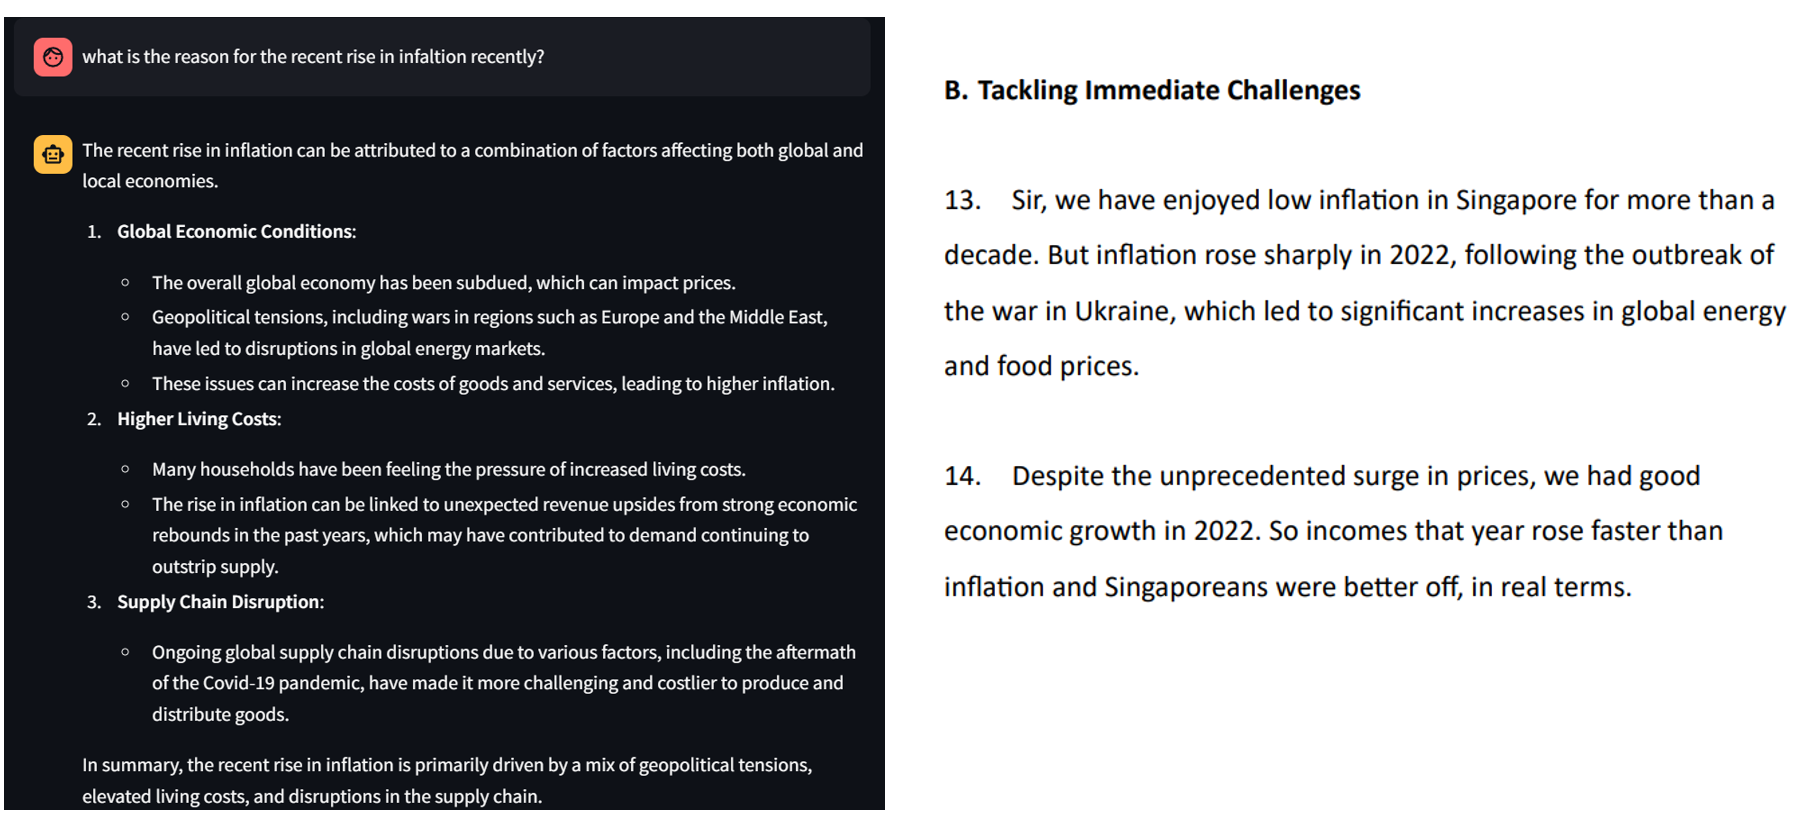 what is the reason for the recent rise in infaltion recently?
The recent rise in inflation can be attributed to a combination of factors affecting both global and
local economies.
1. Global Economic Conditions:
○ The overall global economy has been subdued, which can impact prices.
○ Geopolitical tensions, including wars in regions such as Europe and the Middle East,
have led to disruptions in global energy markets.
○ These issues can increase the costs of goods and services, leading to higher inflation.
2. Higher Living Costs:
○ Many households have been feeling the pressure of increased living costs.
○ The rise in inflation can be linked to unexpected revenue upsides from strong economic
rebounds in the past years, which may have contributed to demand continuing to
outstrip supply.
3. Supply Chain Disruption:
○ Ongoing global supply chain disruptions due to various factors, including the aftermath
of the Covid-19 pandemic, have made it more challenging and costlier to produce and
distribute goods.
In summary, the recent rise in inflation is primarily driven by a mix of geopolitical tensions,
elevated living costs, and disruptions in the supply chain.
B. Tackling Immediate Challenges
13. Sir, we have enjoyed low inflation in Singapore for more than a
decade. But inflation rose sharply in 2022, following the outbreak of
the war in Ukraine, which led to significant increases in global energy
and food prices.
14. Despite the unprecedented surge in prices, we had good
economic growth in 2022. So incomes that year rose faster than
inflation and Singaporeans were better off, in real terms.